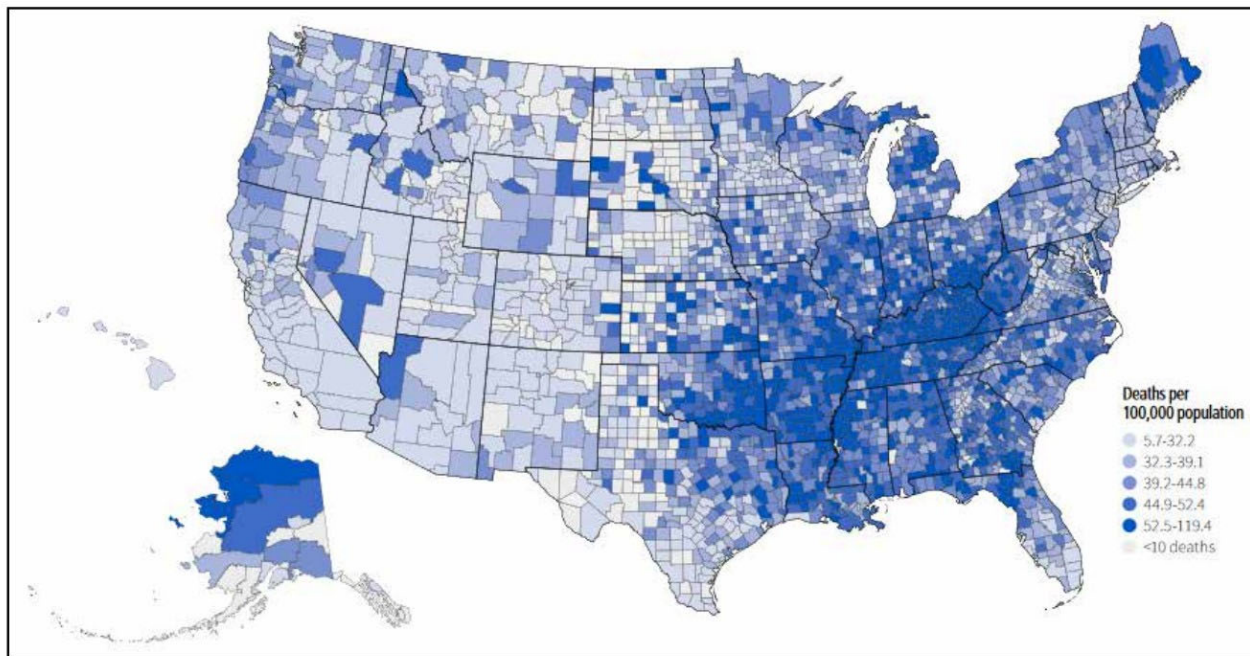 Deaths per
100,000 population
5.7-32.2
32.3-39.1
39.2-44.8
44.9-52.4
52.5-119.4
<10 deaths